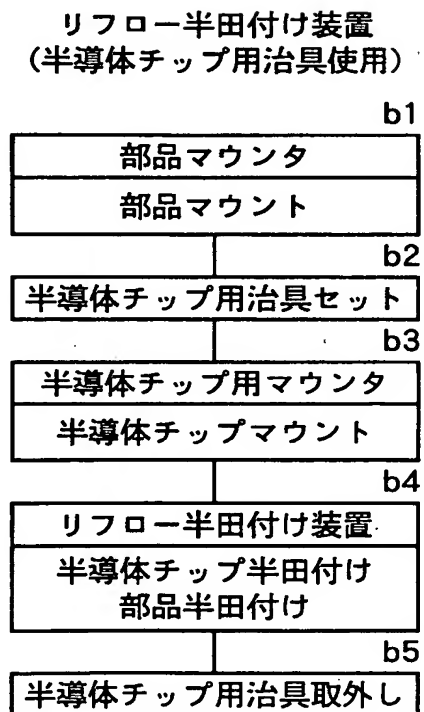 リフロー半田付け装置
（半導体チップ用治具使用）
b1
部品マウンタ
部品マウント
b2
半導体チップ用治具セット
b3
半導体チップ用マウンタ
半導体チップマウント
b4
リフロー半田付け装置
半導体チップ半田付け
部品半田付け
b5
半導体チップ用治具取外し